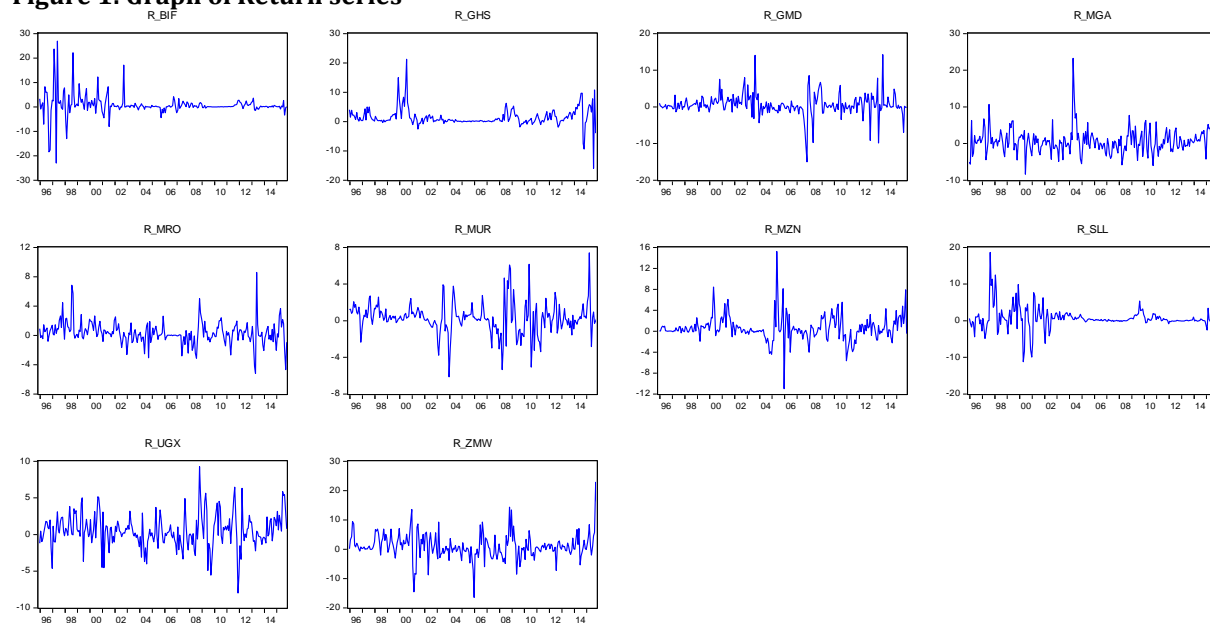 Figure 1: Graph of Return series
R_BIF R_GHS R_GMD R_MGA
30 20 10 0 -10 -20 -30
96 98 00 02 04 06 08 10 12 14
30 20 10 0 -10 -20
96 98 00 02 04 06 08 10 12 14
20 10 0 -10 -20
96 98 00 02 04 06 08 10 12 14
30 20 10 0 -10
96 98 00 02 04 06 08 10 12 14
R_MRO R_MUR R_MZN R_SLL
12 8 4 0 -4 -8
96 98 00 02 04 06 08 10 12 14
8 4 0 -4 -8
96 98 00 02 04 06 08 10 12 14
16 12 8 4 0 -4 -8 -12
96 98 00 02 04 06 08 10 12 14
20 10 0 -10 -20
96 98 00 02 04 06 08 10 12 14
R_UGX R_ZMW
10 5 0 -5 -10
96 98 00 02 04 06 08 10 12 14
30 20 10 0 -10 -20
96 98 00 02 04 06 08 10 12 14